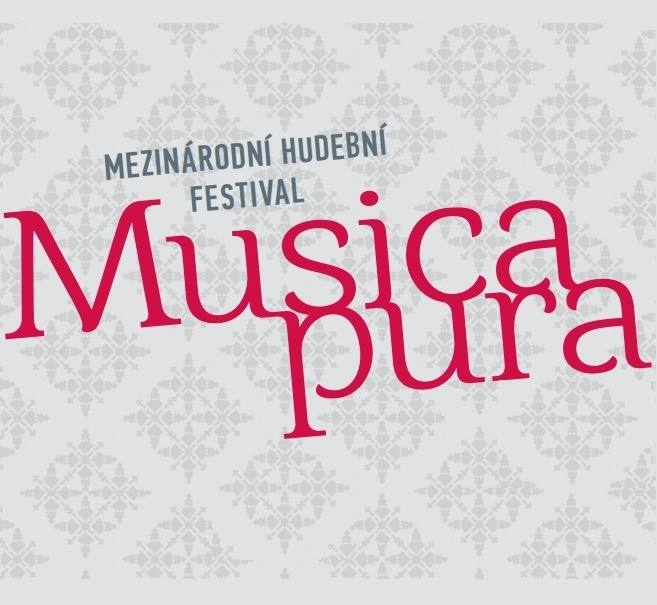 MEZINÁRODNÍ HUDEBNÍ
FESTIVAL
Musica
pura